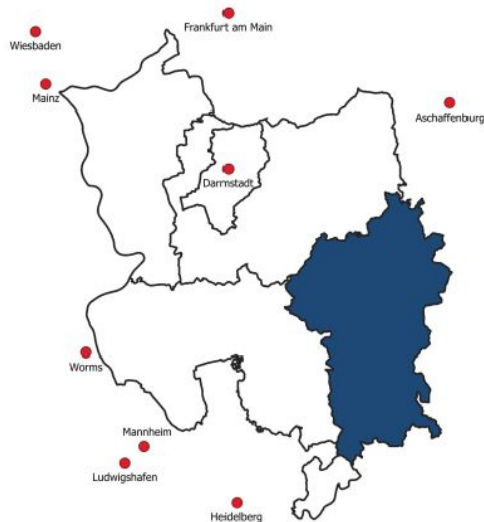 Frankfurt am Main
Wiesbaden
Mainz
Aschaffenburg
Darmstadt
Worms
Mannheim
Ludwigshafen
Heidelberg